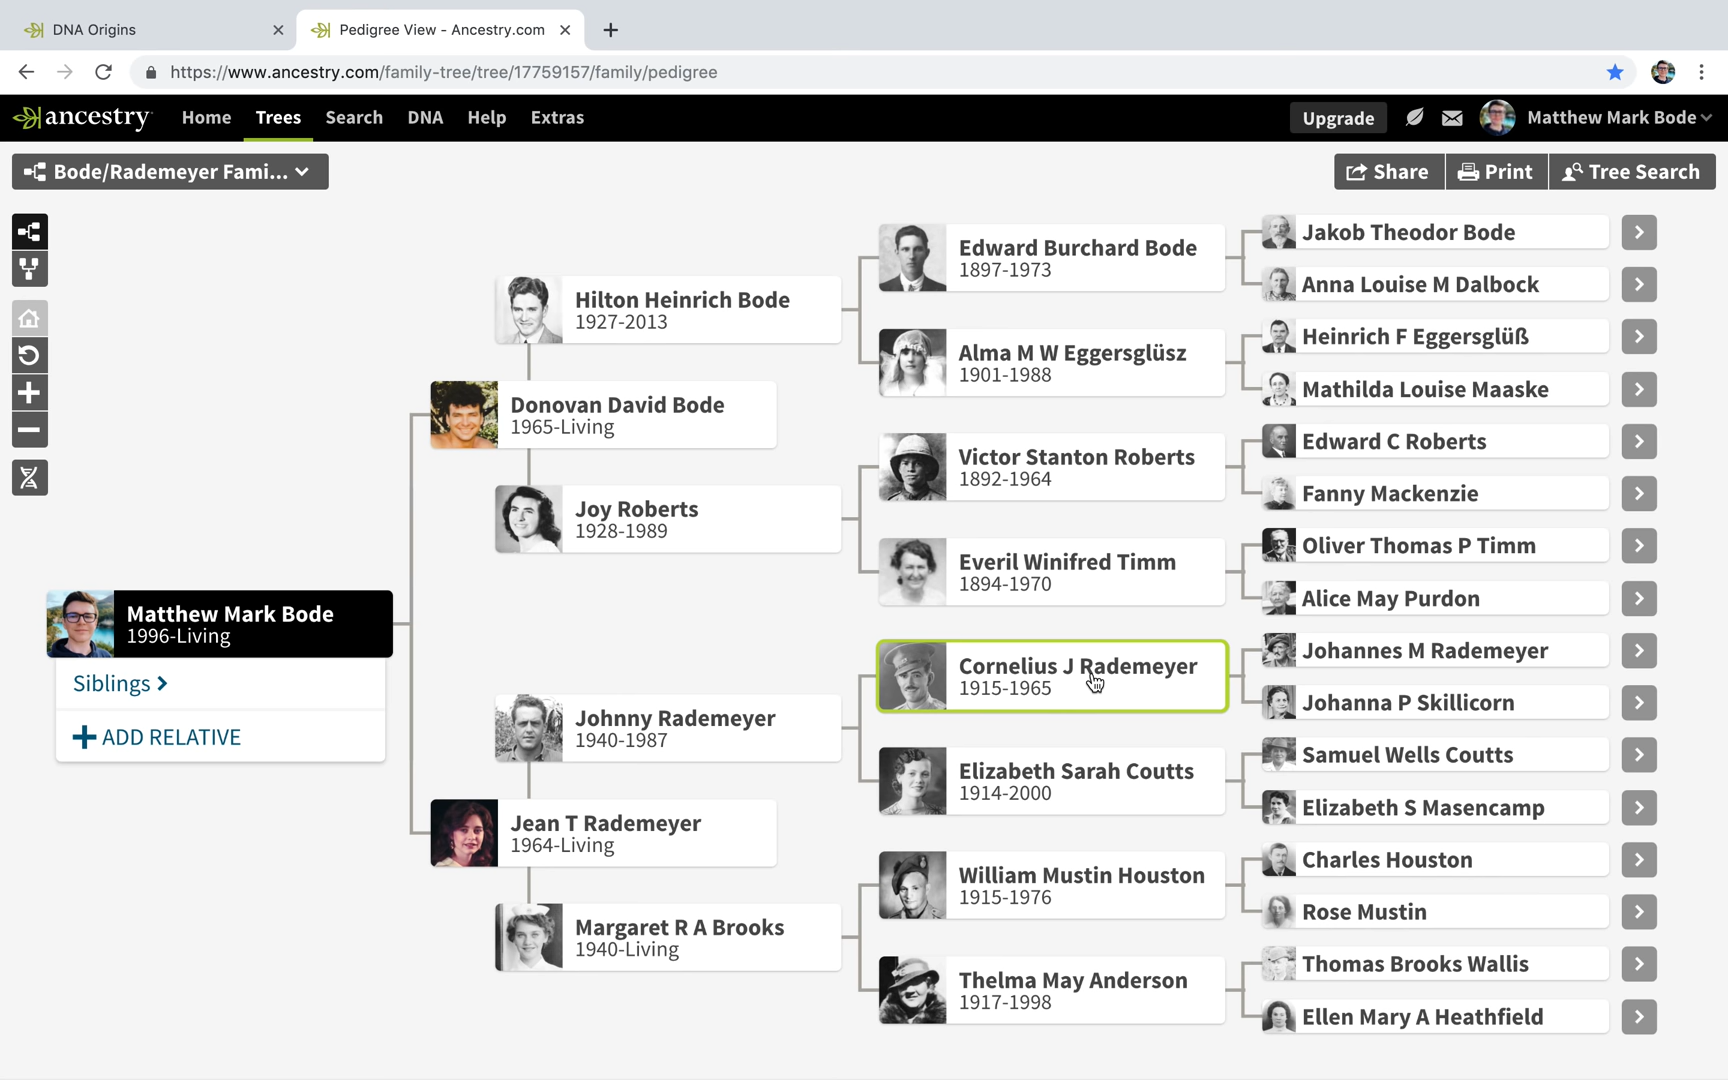 DNA Origins
Pedigree View - Ancestry.com
https://www.ancestry.com/family-tree/tree/17759157/family/pedigree
ancestry
Home
Trees
Search
DNA
Help
Extras
Upgrade
Matthew Mark Bode
Bode/Rademeyer Fami...
Share
Print
Tree Search
Matthew Mark Bode
1996-Living
Siblings
ADD RELATIVE
Donovan David Bode
1965-Living
Jean T Rademeyer
1964-Living
Hilton Heinrich Bode
1927-2013
Joy Roberts
1928-1989
Johnny Rademeyer
1940-1987
Margaret R A Brooks
1940-Living
Edward Burchard Bode
1897-1973
Alma M W Eggersglüsz
1901-1988
Victor Stanton Roberts
1892-1964
Everil Winifred Timm
1894-1970
Cornelius J Rademeyer
1915-1965
Elizabeth Sarah Coutts
1914-2000
William Mustin Houston
1915-1976
Thelma May Anderson
1917-1998
Jakob Theodor Bode
Anna Louise M Dalbock
Heinrich F Eggersglüß
Mathilda Louise Maaske
Edward C Roberts
Fanny Mackenzie
Oliver Thomas P Timm
Alice May Purdon
Johannes M Rademeyer
Johanna P Skillicorn
Samuel Wells Coutts
Elizabeth S Masencamp
Charles Houston
Rose Mustin
Thomas Brooks Wallis
Ellen Mary A Heathfield